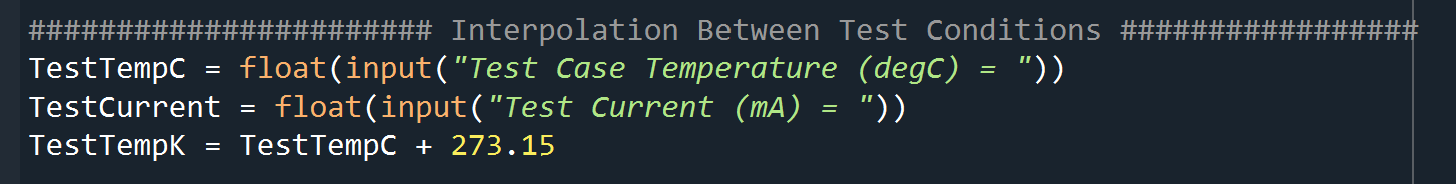 ####################### Interpolation Between Test Conditions #################
TestTempC = float(input("Test Case Temperature (degC) = "))
TestCurrent = float(input("Test Current (mA) = "))
TestTempK = TestTempC + 273.15